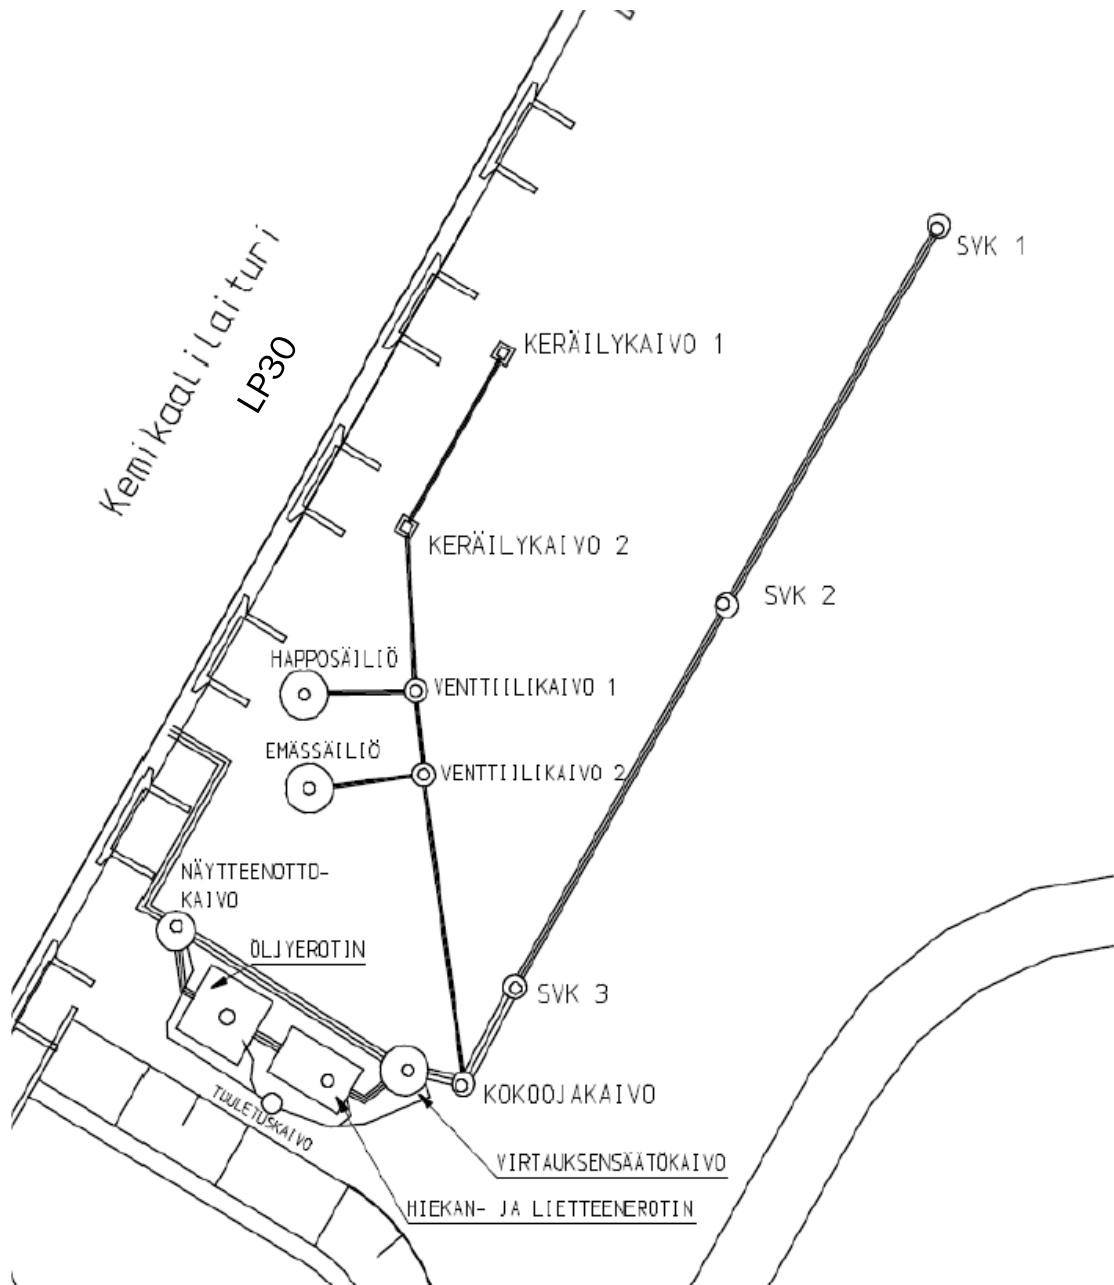 SVK 1
Kemikaalilaituri
LP30
KERÄILYKAIVO 1
KERÄILYKAIVO 2
SVK 2
HAPPOSÄILIÖ
VENTTIILIKAIVO 1
EMÄSSÄILIÖ
VENTTIILIKAIVO 2
NÄYTTEENOTTO-
KAIVO
ÖLJYEROTIN
SVK 3
KOKOOJAKAIVO
TUULETUSKAIVO
VIRTAUKSENSÄÄTÖKAIVO
HIEKAN- JA LIETTEENEROTIN